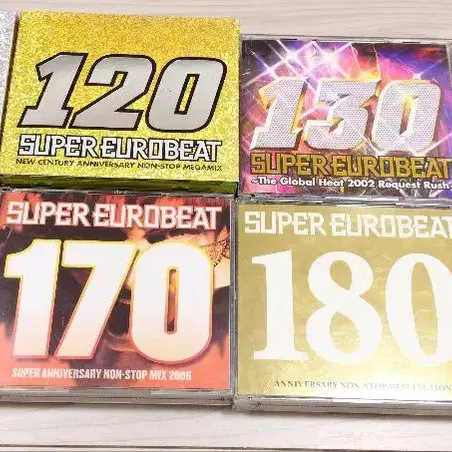 120
SUPER EUROBEAT
NEW CENTURY ANNIVERSARY NON-STOP MEGAMIX
130
SUPER EUROBEAT
~The Global Heat 2002 Request Rush~
SUPER EUROBEAT
170
SUPER ANNIVERSARY NON-STOP MIX 2006
SUPER EUROBEAT
180
ANNIVERSARY NON-STOP